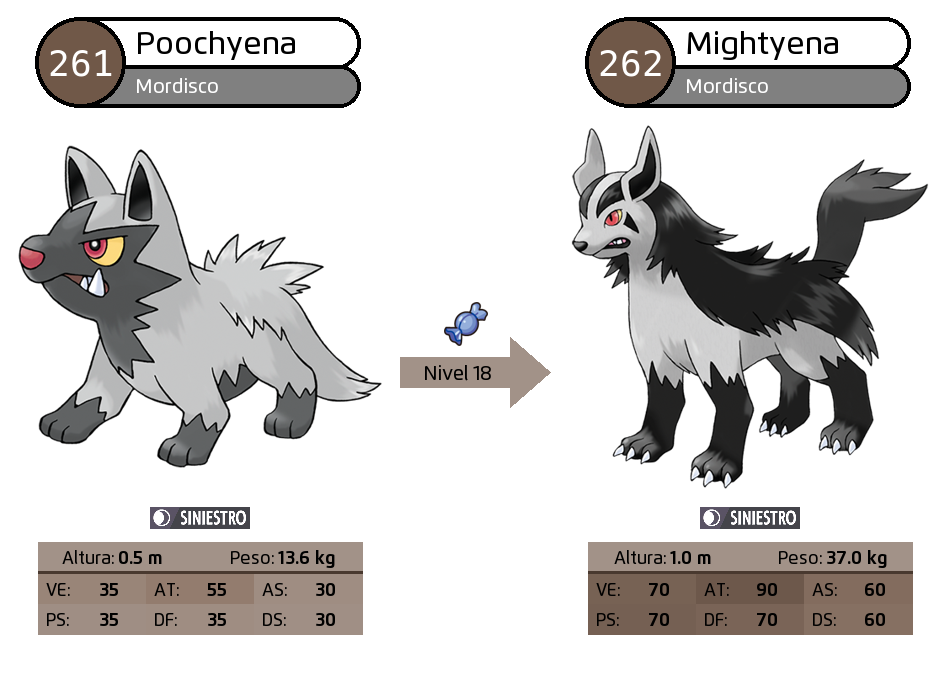 261
Poochyena
Mordisco
262
Mightyena
Mordisco
Nivel 18
SINIESTRO
Altura: 0.5 m Peso: 13.6 kg
VE: 35 AT: 55 AS: 30
PS: 35 DF: 35 DS: 30
SINIESTRO
Altura: 1.0 m Peso: 37.0 kg
VE: 70 AT: 90 AS: 60
PS: 70 DF: 70 DS: 60